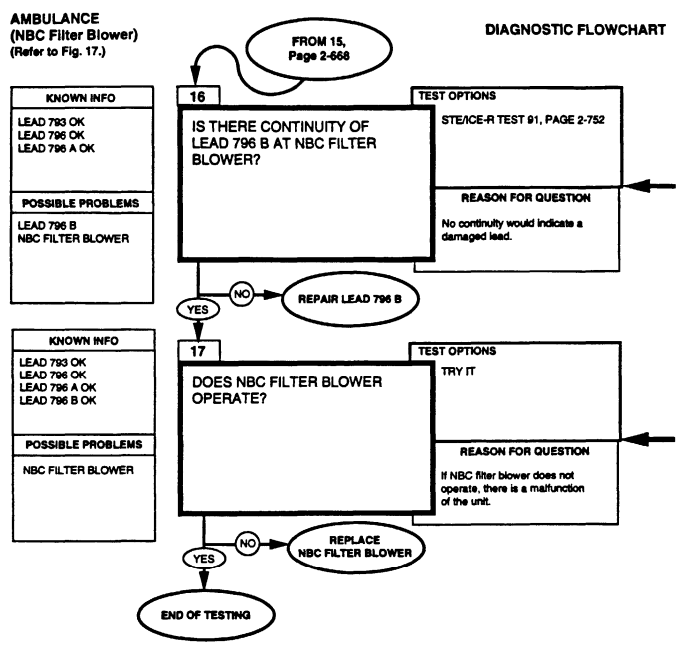 AMBULANCE
(NBC Filter Blower)
(Refer to Fig. 17.)
DIAGNOSTIC FLOWCHART
FROM 15,
Page 2-668
KNOWN INFO
LEAD 793 OK
LEAD 796 OK
LEAD 796 A OK
POSSIBLE PROBLEMS
LEAD 796 B
NBC FILTER BLOWER
16
IS THERE CONTINUITY OF
LEAD 796 B AT NBC FILTER
BLOWER?
TEST OPTIONS
STE/ICE-R TEST 91, PAGE 2-752
REASON FOR QUESTION
No continuity would indicate a
damaged lead.
NO
REPAIR LEAD 796 B
YES
KNOWN INFO
LEAD 793 OK
LEAD 796 OK
LEAD 796 A OK
LEAD 796 B OK
POSSIBLE PROBLEMS
NBC FILTER BLOWER
17
DOES NBC FILTER BLOWER
OPERATE?
TEST OPTIONS
TRY IT
REASON FOR QUESTION
If NBC filter blower does not
operate, there is a malfunction
of the unit.
NO
REPLACE
NBC FILTER BLOWER
YES
END OF TESTING